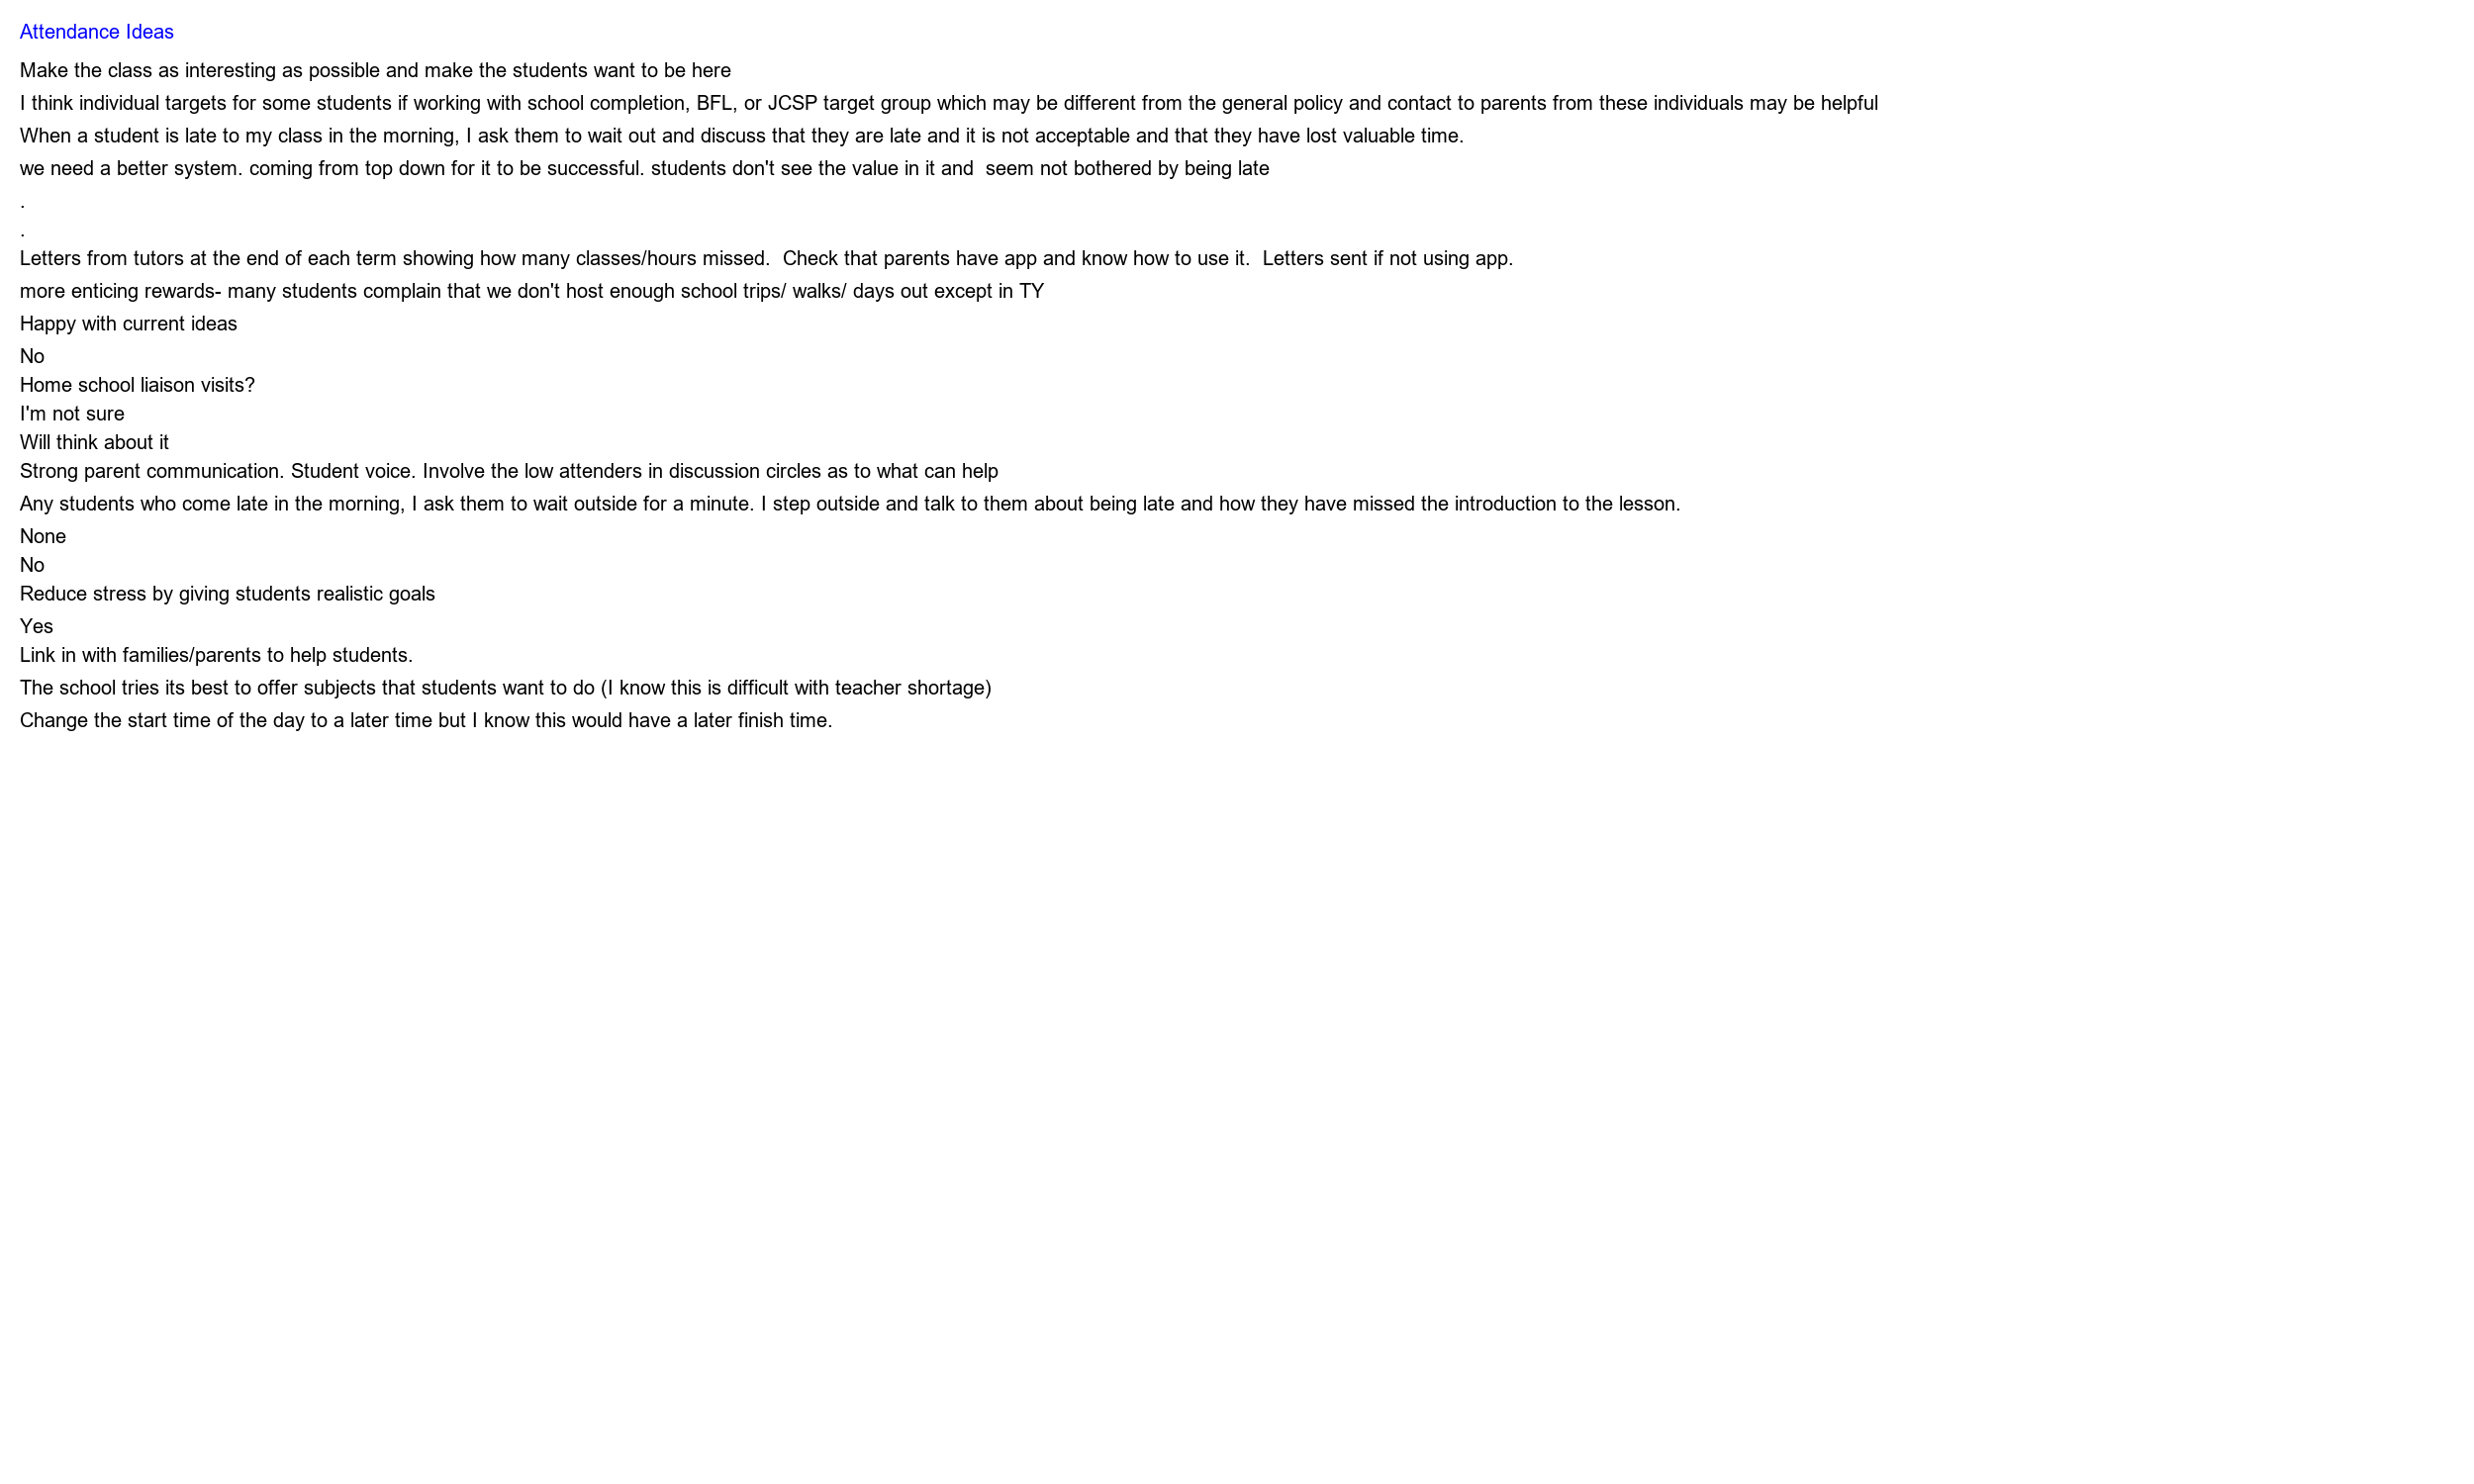 Attendance Ideas
Make the class as interesting as possible and make the students want to be here
I think individual targets for some students if working with school completion, BFL, or JCSP target group which may be different from the general policy and contact to parents from these individuals may be helpful
When a student is late to my class in the morning, I ask them to wait out and discuss that they are late and it is not acceptable and that they have lost valuable time.
we need a better system. coming from top down for it to be successful. students don't see the value in it and  seem not bothered by being late
.
.
Letters from tutors at the end of each term showing how many classes/hours missed.  Check that parents have app and know how to use it.  Letters sent if not using app.
more enticing rewards- many students complain that we don't host enough school trips/ walks/ days out except in TY
Happy with current ideas
No
Home school liaison visits?
I'm not sure
Will think about it
Strong parent communication. Student voice. Involve the low attenders in discussion circles as to what can help
Any students who come late in the morning, I ask them to wait outside for a minute. I step outside and talk to them about being late and how they have missed the introduction to the lesson.
None
No
Reduce stress by giving students realistic goals
Yes
Link in with families/parents to help students.
The school tries its best to offer subjects that students want to do (I know this is difficult with teacher shortage)
Change the start time of the day to a later time but I know this would have a later finish time.